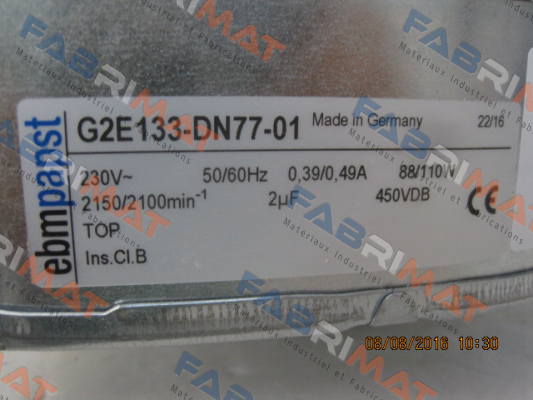 ebmpapst
G2E133-DN77-01 Made in Germany 22/16
230V~ 50/60Hz 0,39/0,49A 88/110W
2150/2100min-1 2µF 450VDB CE
TOP
Ins.Cl.B
08/08/2016 10:30
FABRIMAT
Materiaux Industriel et Fabrications